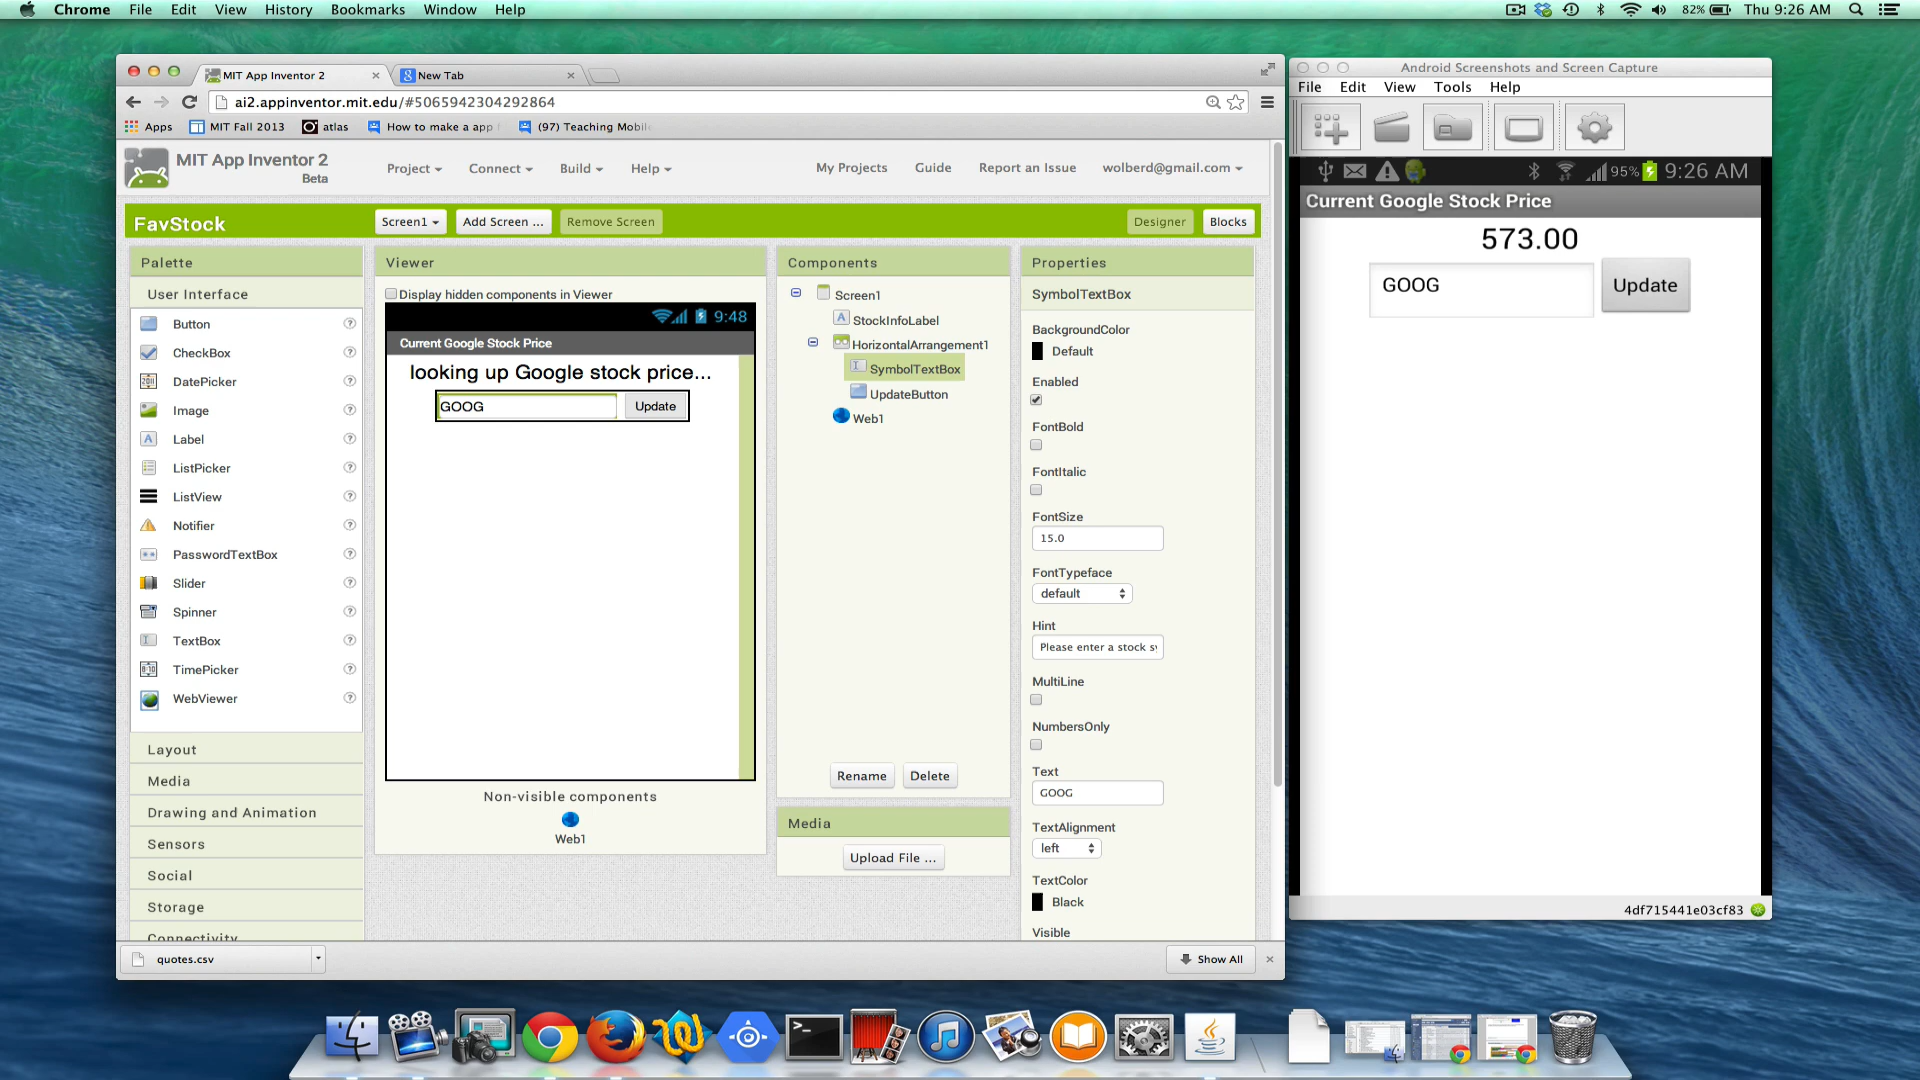 Chrome File Edit View History Bookmarks Window Help
82% Thu 9:26 AM
MIT App Inventor 2
New Tab
ai2.appinventor.mit.edu/#5065942304292864
Apps MIT Fall 2013 atlas How to make a app (97) Teaching Mobil
MIT App Inventor 2
Beta
Project Connect Build Help
My Projects Guide Report an Issue wolberd@gmail.com
FavStock
Screen1 Add Screen ... Remove Screen
Designer Blocks
Palette
User Interface
Button
CheckBox
DatePicker
Image
Label
ListPicker
ListView
Notifier
PasswordTextBox
Slider
Spinner
TextBox
TimePicker
WebViewer
Layout
Media
Drawing and Animation
Sensors
Social
Storage
Connectivity
Viewer
Display hidden components in Viewer
9:48
Current Google Stock Price
looking up Google stock price...
GOOG Update
Non-visible components
Web1
Components
Screen1
StockInfoLabel
HorizontalArrangement1
SymbolTextBox
UpdateButton
Web1
Rename Delete
Media
Upload File ...
Properties
SymbolTextBox
BackgroundColor
Default
Enabled
FontBold
FontItalic
FontSize
15.0
FontTypeface
default
Hint
Please enter a stock sy
MultiLine
NumbersOnly
Text
GOOG
TextAlignment
left
TextColor
Black
Visible
quotes.csv
Show All
Android Screenshots and Screen Capture
File Edit View Tools Help
95% 9:26 AM
Current Google Stock Price
573.00
GOOG Update
4df715441e03cf83